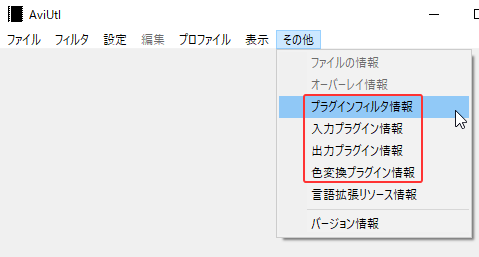 AviUtl
ファイル フィルタ 設定 編集 プロファイル 表示 その他
ファイルの情報
オーバーレイ情報
プラグインフィルタ情報
入力プラグイン情報
出力プラグイン情報
色変換プラグイン情報
言語拡張リソース情報
バージョン情報